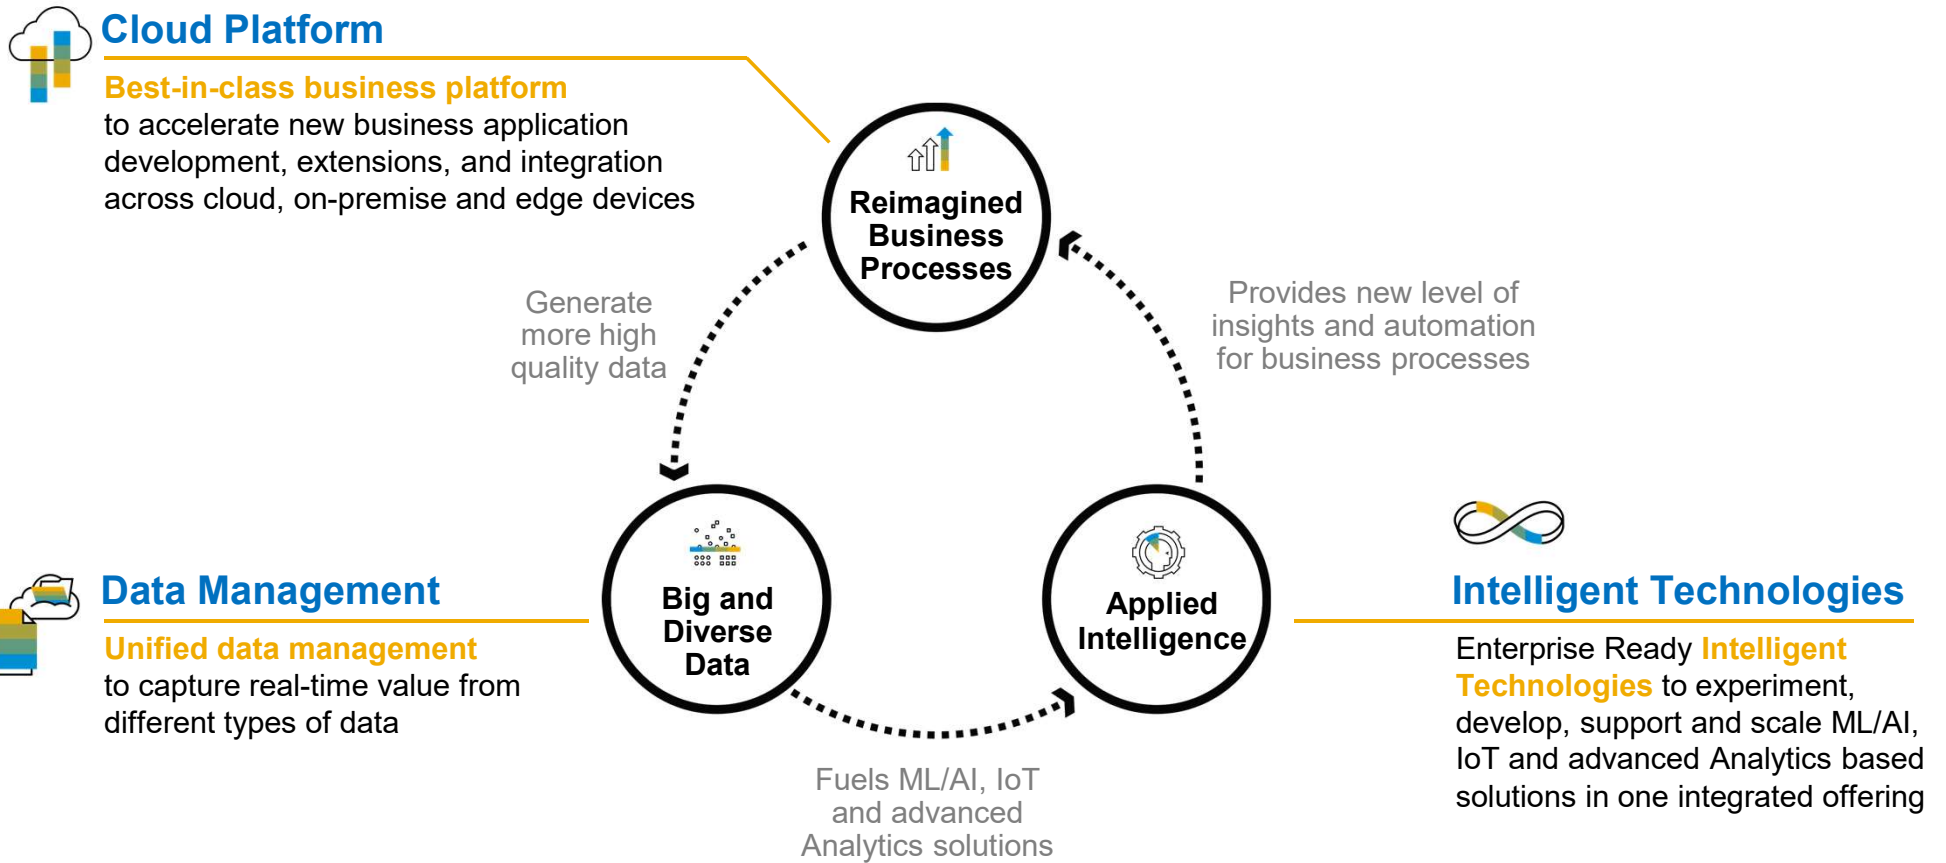 Cloud Platform
Best-in-class business platform
to accelerate new business application
development, extensions, and integration
across cloud, on-premise and edge devices
Reimagined
Business
Processes
Generate
more high
quality data
Provides new level of
insights and automation
for business processes
Data Management
Unified data management
to capture real-time value from
different types of data
Big and
Diverse
Data
Applied
Intelligence
Intelligent Technologies
Enterprise Ready Intelligent
Technologies to experiment,
develop, support and scale ML/AI,
IoT and advanced Analytics based
solutions in one integrated offering
Fuels ML/AI, IoT
and advanced
Analytics solutions